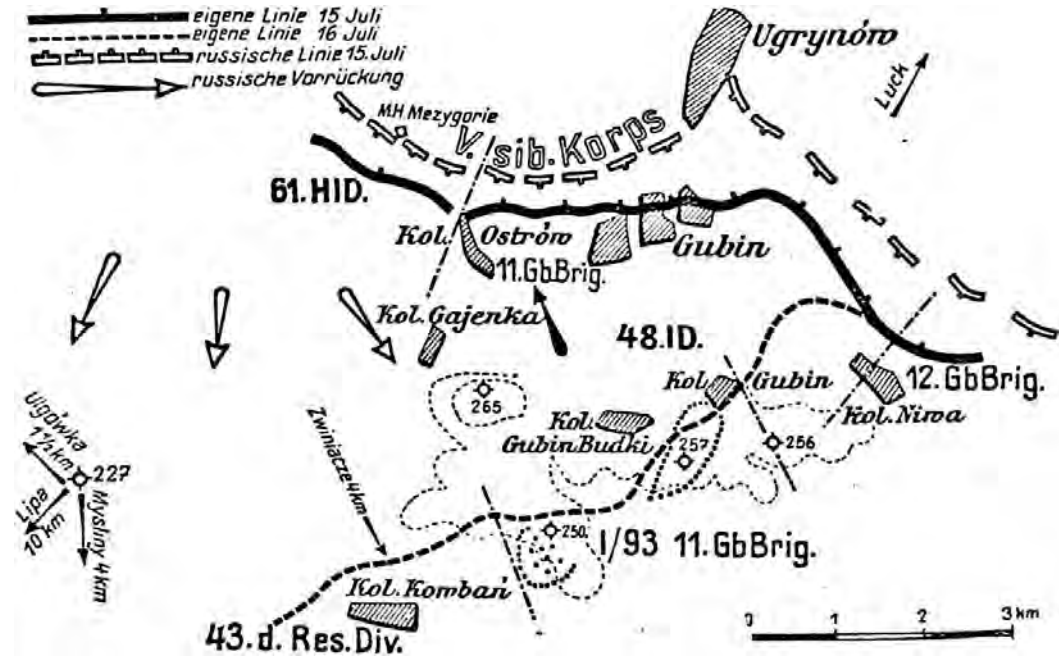 eigene Linie 15 Juli
eigene Linie 16 Juli
russische Linie 15. Juli
russische Vorrückung
Ugrynów
Luck
MH Mezygorie
V. sib. Korps
61. HID.
Kol. Ostrów
11. GbBrig.
Gubin
Kol. Gajenka
48. ID.
12. GbBrig.
Kol. Gubin
Kol. Niwa
265
Kol.
Gubin Budki
257
256
Uigówka
1½ km
227
Lipa
10 km
Mysliny 4 km
Zwiniacze 4 km
250
I/93 11. GbBrig.
Kol. Kombań
43. d. Res. Div.
0 1 2 3 km